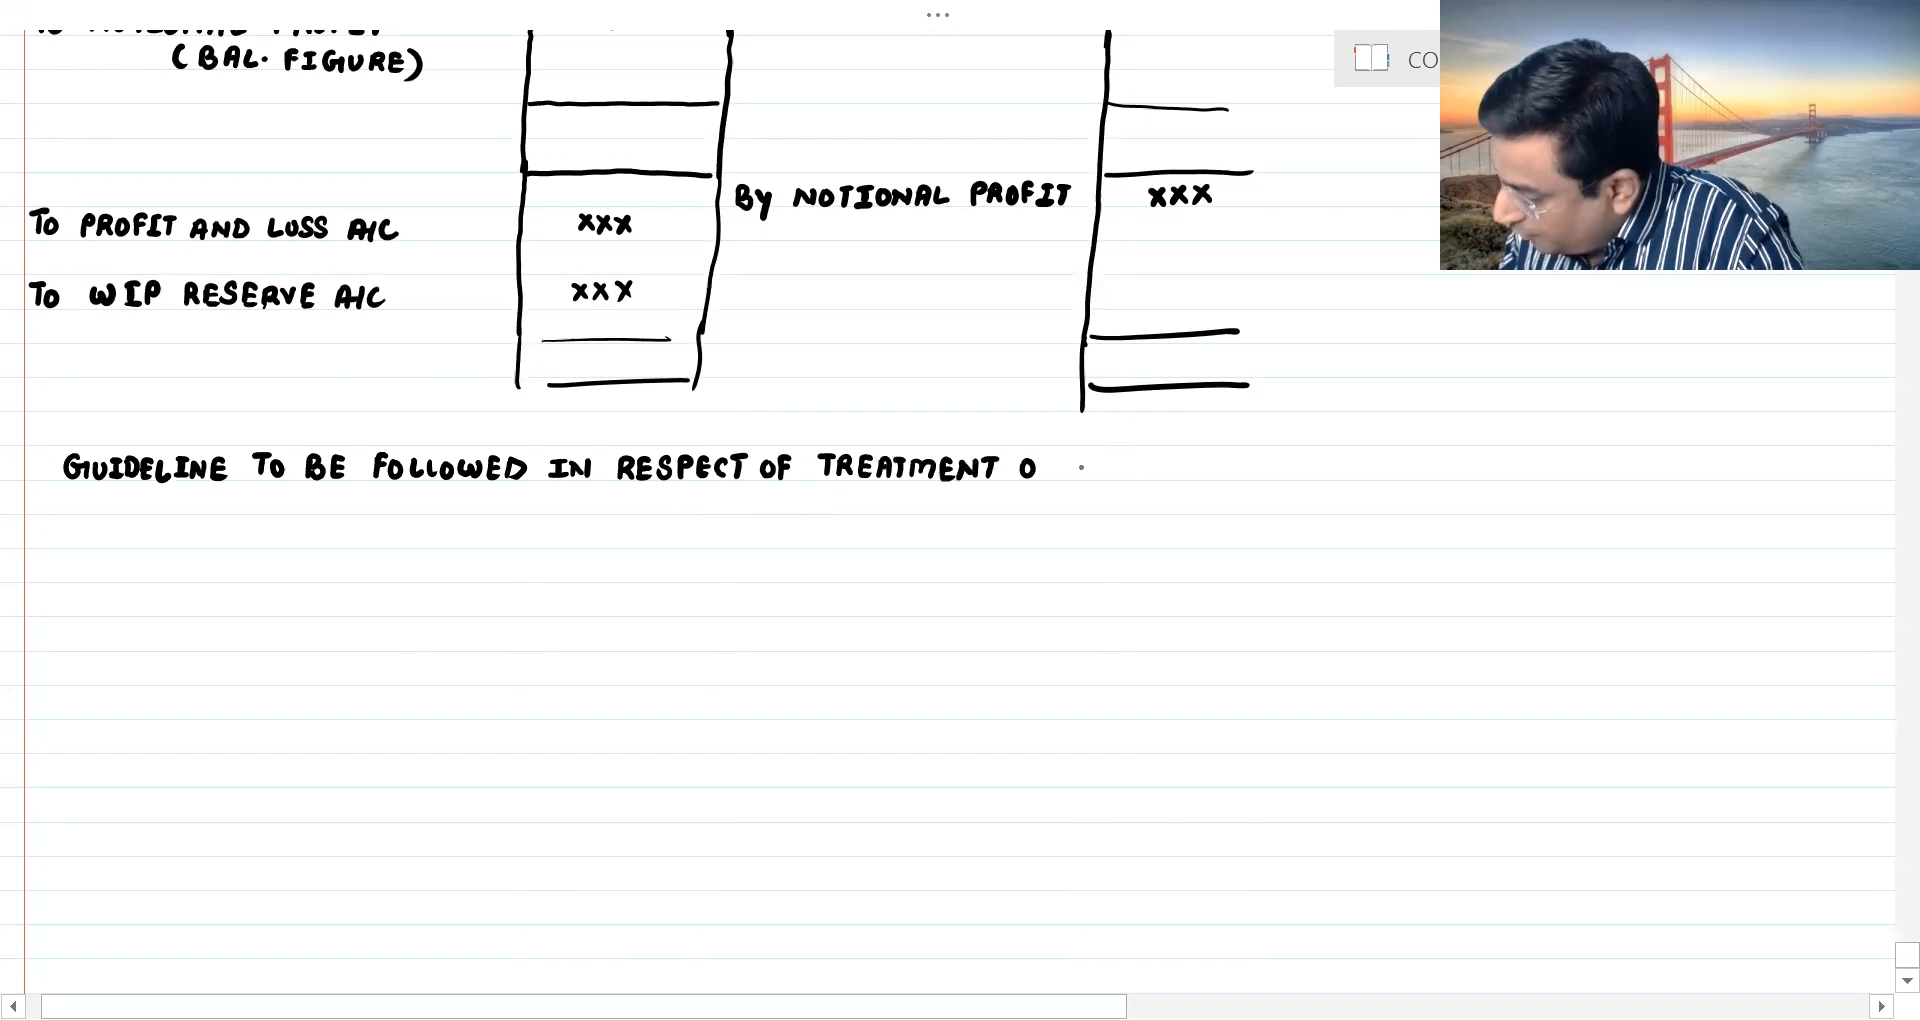 (BAL. FIGURE)
CO
By NOTIONAL PROFIT XXX
TO PROFIT AND LOSS A/C XXX
TO WIP RESERVE A/C XXX
GUIDELINE TO BE FOLLOWED IN RESPECT OF TREATMENT O